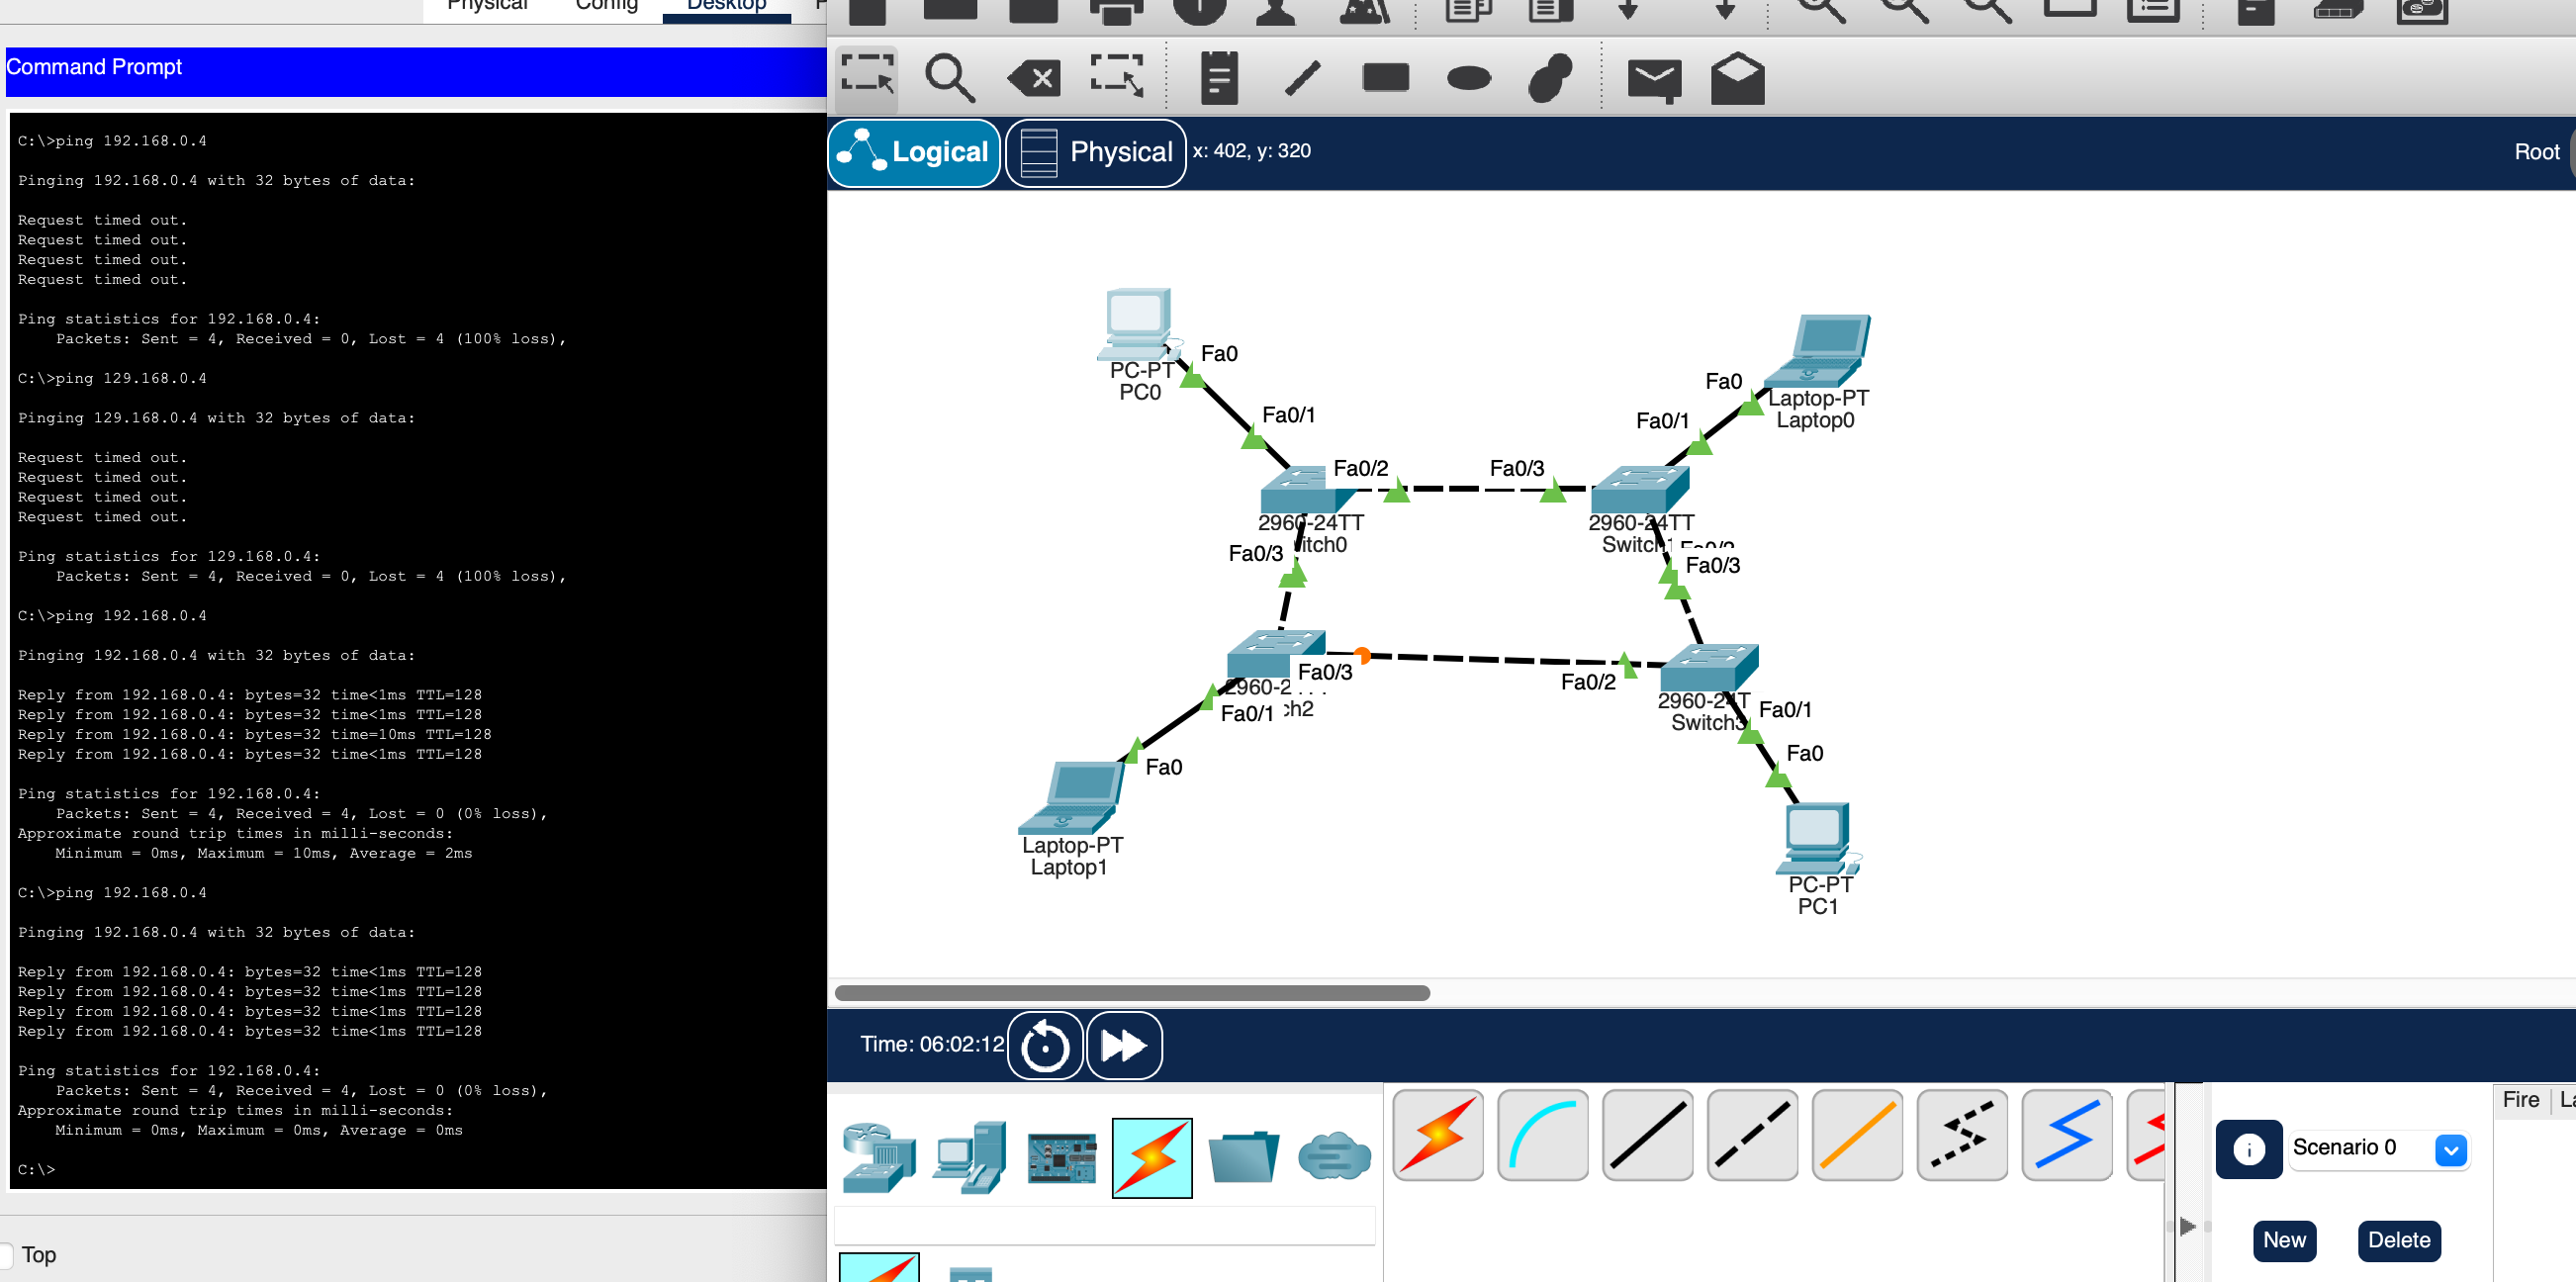 Physical Config Desktop
Command Prompt
C:\>ping 192.168.0.4
Pinging 192.168.0.4 with 32 bytes of data:
Request timed out.
Request timed out.
Request timed out.
Request timed out.
Ping statistics for 192.168.0.4:
Packets: Sent = 4, Received = 0, Lost = 4 (100% loss),
C:\>ping 129.168.0.4
Pinging 129.168.0.4 with 32 bytes of data:
Request timed out.
Request timed out.
Request timed out.
Request timed out.
Ping statistics for 129.168.0.4:
Packets: Sent = 4, Received = 0, Lost = 4 (100% loss),
C:\>ping 192.168.0.4
Pinging 192.168.0.4 with 32 bytes of data:
Reply from 192.168.0.4: bytes=32 time<1ms TTL=128
Reply from 192.168.0.4: bytes=32 time<1ms TTL=128
Reply from 192.168.0.4: bytes=32 time=10ms TTL=128
Reply from 192.168.0.4: bytes=32 time<1ms TTL=128
Ping statistics for 192.168.0.4:
Packets: Sent = 4, Received = 4, Lost = 0 (0% loss),
Approximate round trip times in milli-seconds:
Minimum = 0ms, Maximum = 10ms, Average = 2ms
C:\>ping 192.168.0.4
Pinging 192.168.0.4 with 32 bytes of data:
Reply from 192.168.0.4: bytes=32 time<1ms TTL=128
Reply from 192.168.0.4: bytes=32 time<1ms TTL=128
Reply from 192.168.0.4: bytes=32 time<1ms TTL=128
Reply from 192.168.0.4: bytes=32 time<1ms TTL=128
Ping statistics for 192.168.0.4:
Packets: Sent = 4, Received = 4, Lost = 0 (0% loss),
Approximate round trip times in milli-seconds:
Minimum = 0ms, Maximum = 0ms, Average = 0ms
C:\>
Top
Logical Physical x: 402, y: 320 Root
Fa0
PC-PT
PC0
Fa0/1
Fa0
Laptop-PT
Laptop0
Fa0/1
Fa0/2 Fa0/3
2960-24TT
itch0
2960-24TT
Switch1
Fa0/3
Fa0/2
Fa0/3
Fa0/3
2960-2
ch2
Fa0/2
2960-24T
Switch3
Fa0/1
Fa0/1
Fa0
Fa0
Laptop-PT
Laptop1
PC-PT
PC1
Time: 06:02:12
Fire
Scenario 0
New Delete